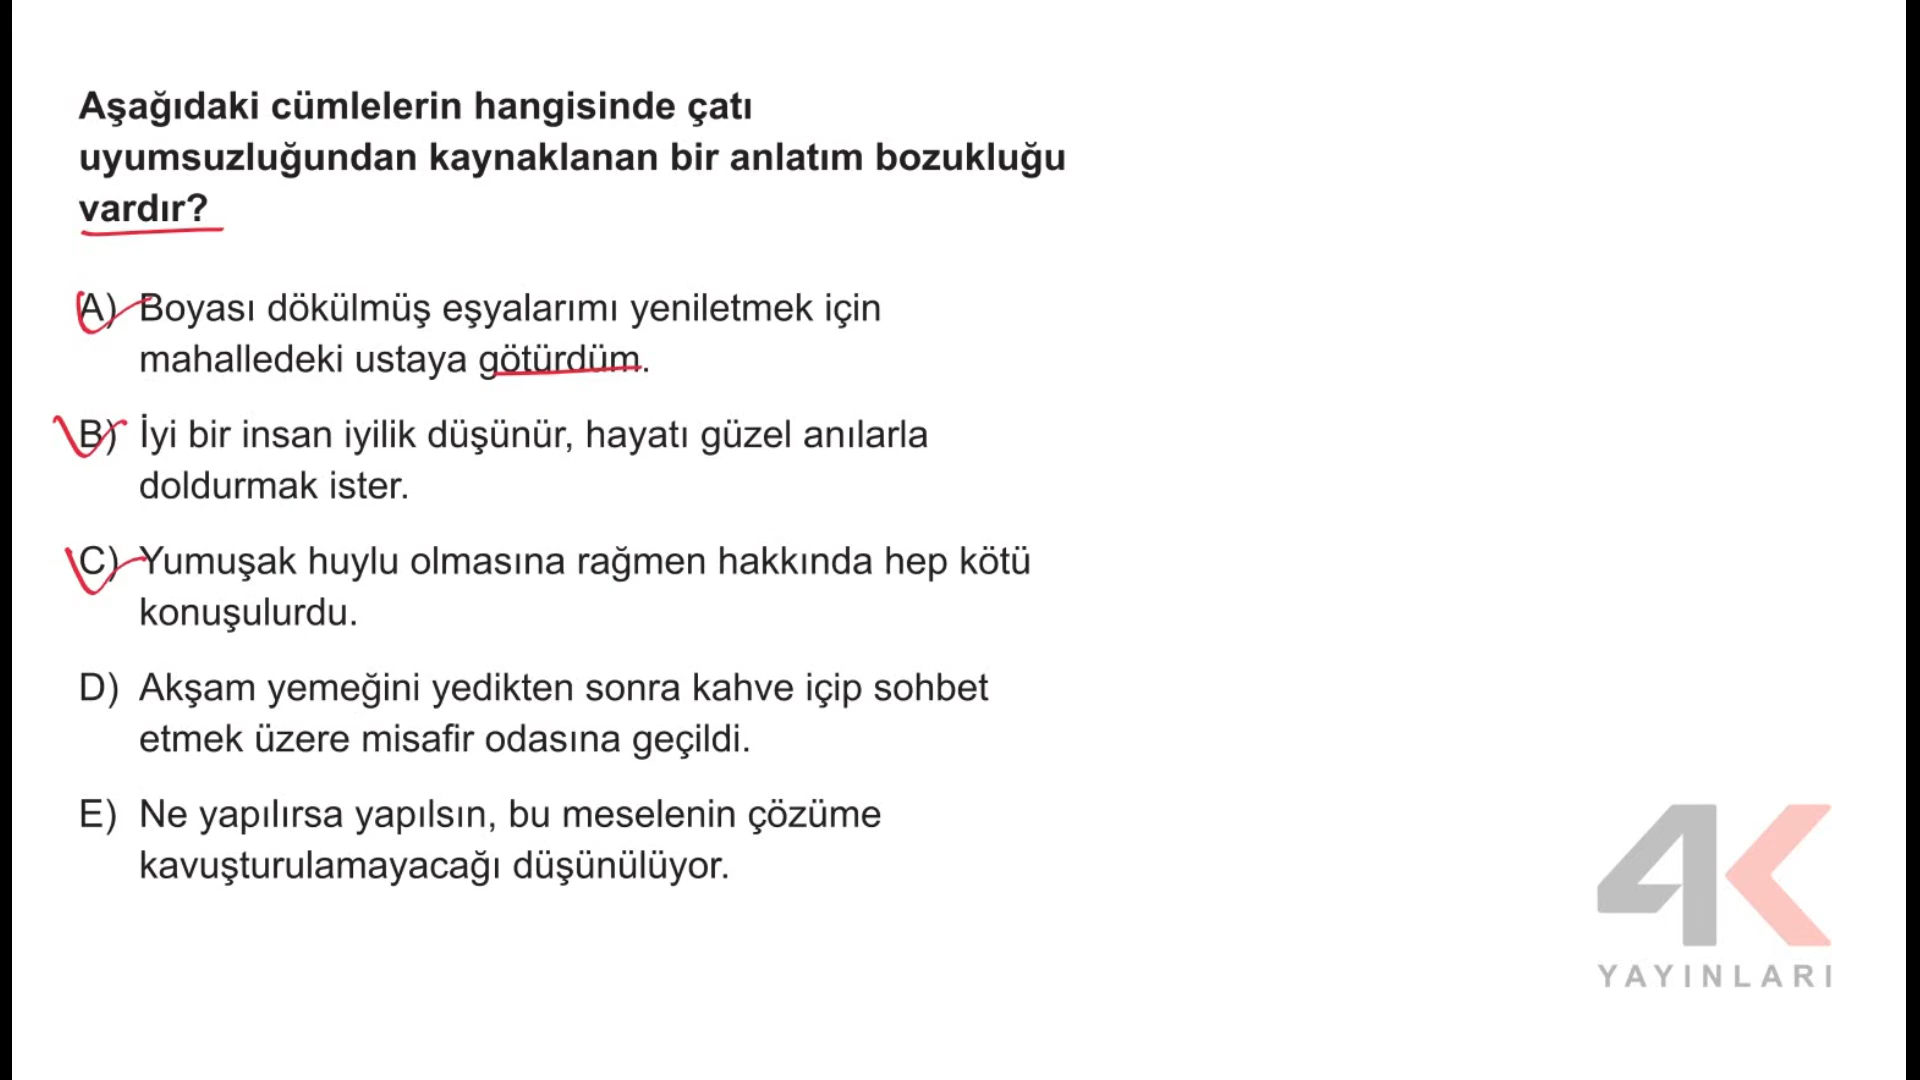 Aşağıdaki cümlelerin hangisinde çatı
uyumsuzluğundan kaynaklanan bir anlatım bozukluğu
vardır?
A) Boyası dökülmüş eşyalarımı yeniletmek için
mahalledeki ustaya götürdüm.
B) İyi bir insan iyilik düşünür, hayatı güzel anılarla
doldurmak ister.
C) Yumuşak huylu olmasına rağmen hakkında hep kötü
konuşulurdu.
D) Akşam yemeğini yedikten sonra kahve içip sohbet
etmek üzere misafir odasına geçildi.
E) Ne yapılırsa yapılsın, bu meselenin çözüme
kavuşturulamayacağı düşünülüyor.
4K
YAYINLARI